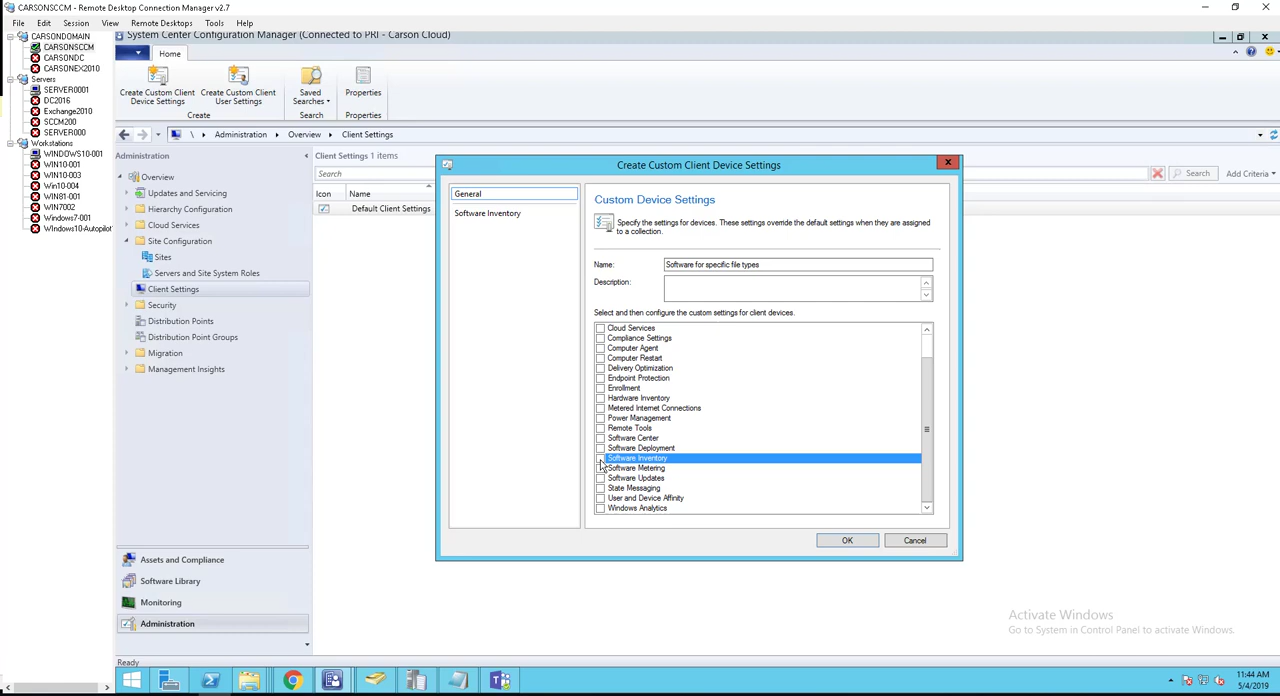 CARSONSCCM - Remote Desktop Connection Manager v2.7
File Edit Session View Remote Desktops Tools Help
CARSONDOMAIN
CARSONSCCM
CARSONDC
CARSONEX2010
Servers
SERVER0001
DC2016
Exchange2010
SCCM200
SERVER000
Workstations
WINDOWS10-001
WIN10-001
WIN10-003
Win10-004
WIN81-001
WIN7002
Windows7-001
WIndows10-Autopilot
System Center Configuration Manager (Connected to PRI - Carson Cloud)
Home
Create Custom Client Device Settings
Create Custom Client User Settings
Saved Searches
Properties
Create
Search
Properties
\ Administration Overview Client Settings
Administration
Overview
Updates and Servicing
Hierarchy Configuration
Cloud Services
Site Configuration
Sites
Servers and Site System Roles
Client Settings
Security
Distribution Points
Distribution Point Groups
Migration
Management Insights
Assets and Compliance
Software Library
Monitoring
Administration
Ready
Client Settings 1 items
Search
Search
Add Criteria
Icon Name
Default Client Settings
Create Custom Client Device Settings
General
Software Inventory
Custom Device Settings
Specify the settings for devices. These settings override the default settings when they are assigned
to a collection.
Name: Software for specific file types
Description:
Select and then configure the custom settings for client devices.
Cloud Services
Compliance Settings
Computer Agent
Computer Restart
Delivery Optimization
Endpoint Protection
Enrollment
Hardware Inventory
Metered Internet Connections
Power Management
Remote Tools
Software Center
Software Deployment
Software Inventory
Software Metering
Software Updates
State Messaging
User and Device Affinity
Windows Analytics
OK Cancel
Activate Windows
Go to System in Control Panel to activate Windows.
11:44 AM
5/4/2019